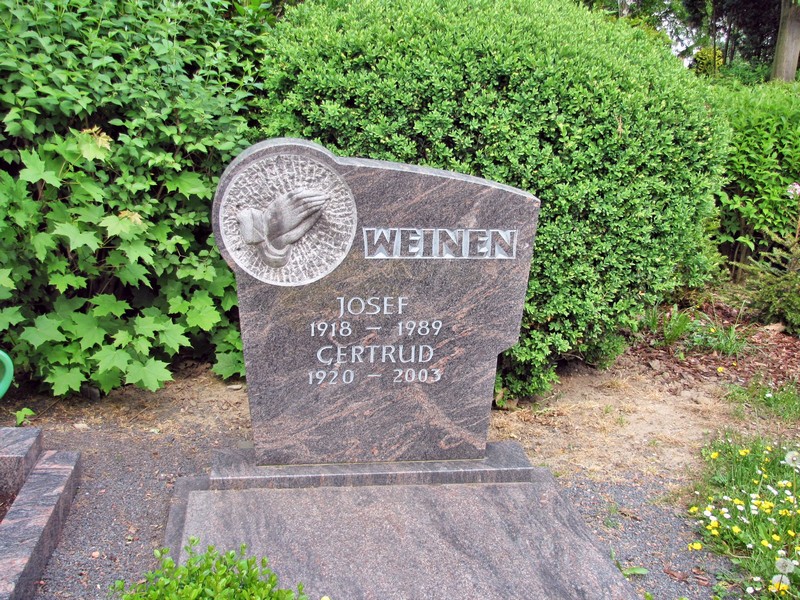 WEINEN
JOSEF
1918 – 1989
GERTRUD
1920 – 2003